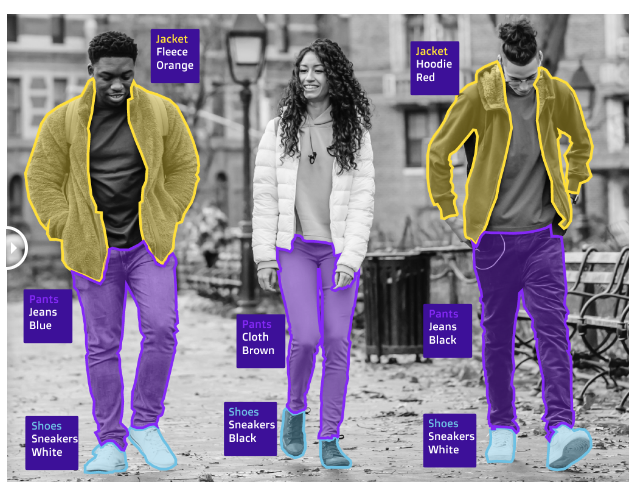 Jacket
Fleece
Orange
Jacket
Hoodie
Red
Pants
Jeans
Blue
Pants
Cloth
Brown
Pants
Jeans
Black
Shoes
Sneakers
White
Shoes
Sneakers
Black
Shoes
Sneakers
White